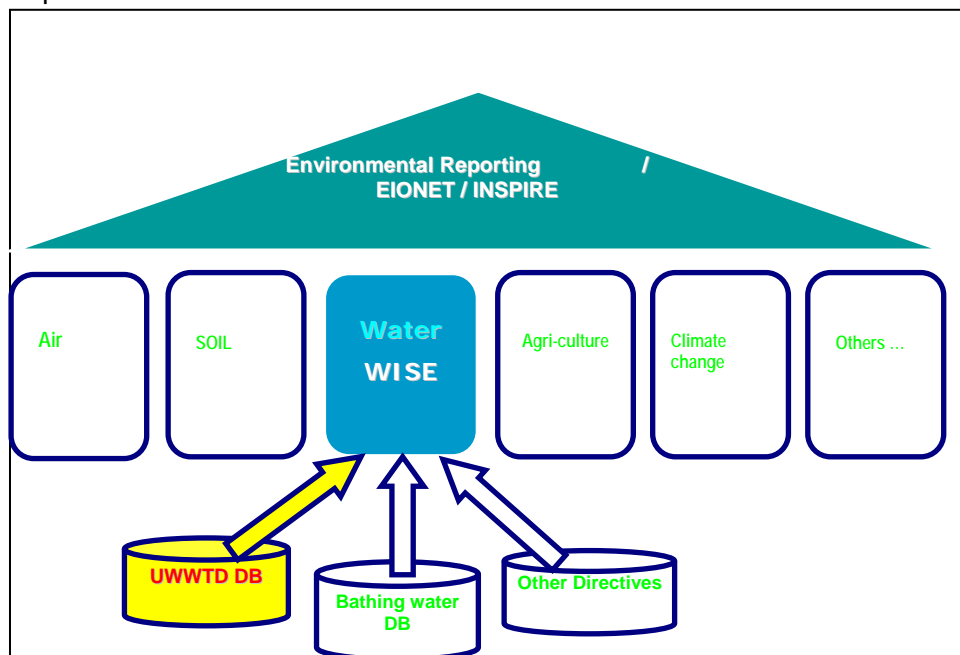 Environmental Reporting /
EIONET / INSPIRE
Air
SOIL
Water
WISE
Agri-culture
Climate
change
Others ...
UWWTD DB
Bathing water
DB
Other Directives